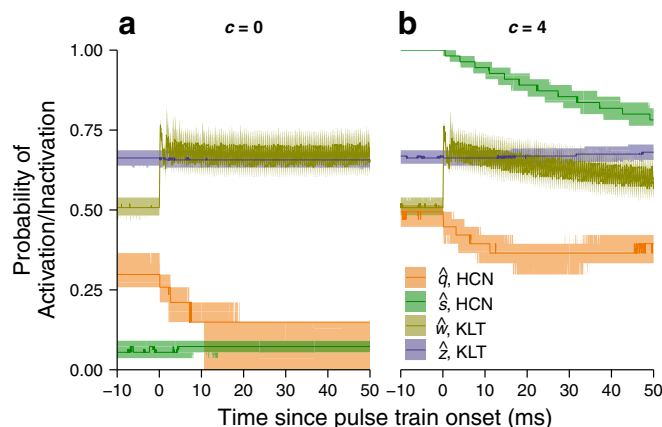 a
c = 0
b
c = 4
Probability of
Activation/Inactivation
1.00
0.75
0.50
0.25
0.00
q̂, HCN
ŝ, HCN
ŵ, KLT
ẑ, KLT
−10 0 10 20 30 40 50
−10 0 10 20 30 40 50
Time since pulse train onset (ms)